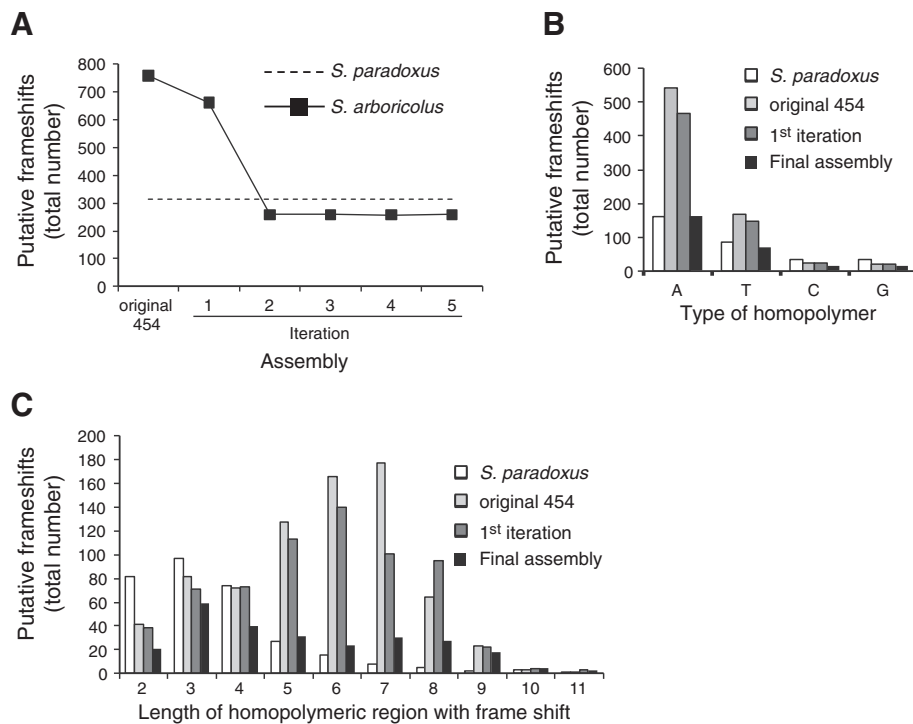 A
Putative frameshifts
(total number)
800
700
600
500
400
300
200
100
0
S. paradoxus
S. arboricolus
original
454
1
2
3
4
5
Iteration
Assembly
B
Putative frameshifts
(total number)
600
500
400
300
200
100
0
S. paradoxus
original 454
1st iteration
Final assembly
A
T
C
G
Type of homopolymer
C
Putative frameshifts
(total number)
200
180
160
140
120
100
80
60
40
20
0
S. paradoxus
original 454
1st iteration
Final assembly
2
3
4
5
6
7
8
9
10
11
Length of homopolymeric region with frame shift